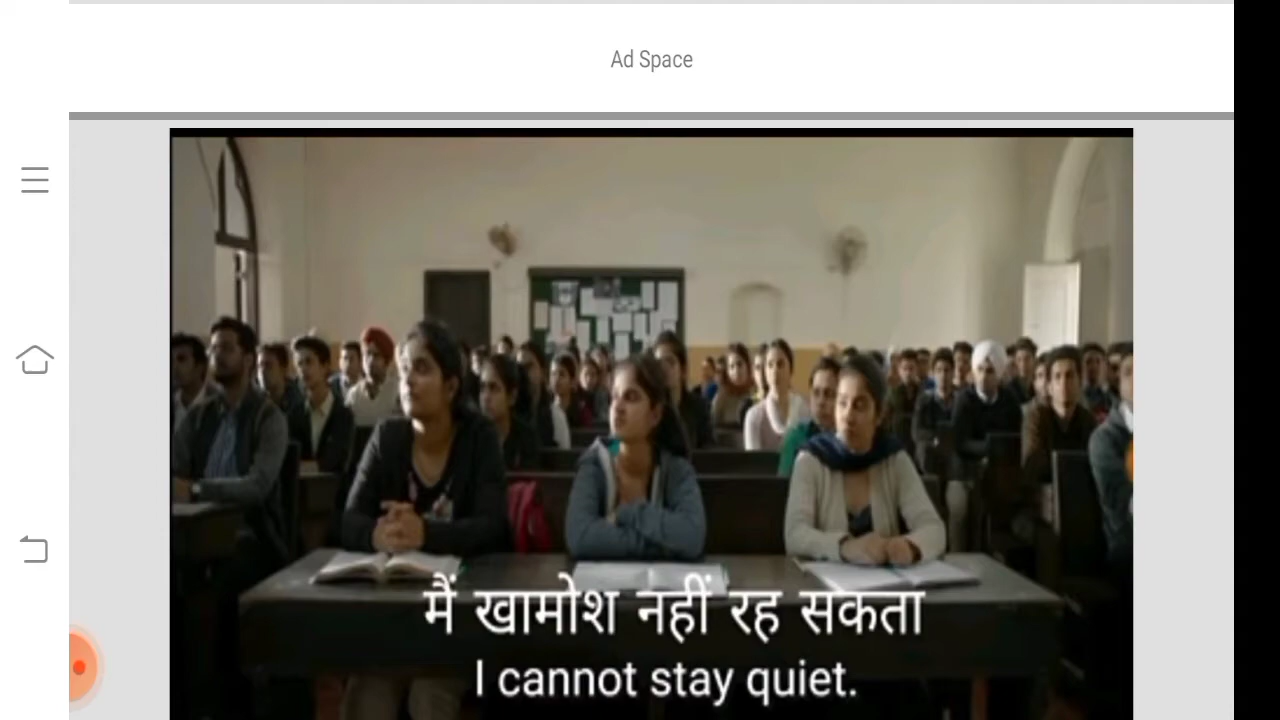 Ad Space
मैं खामोश नहीं रह सकता
I cannot stay quiet.